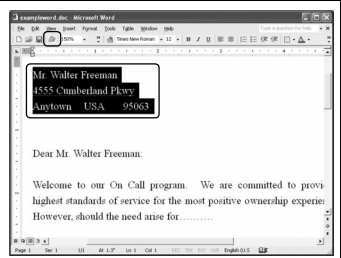 exampleword.doc - Microsoft Word
File Edit View Insert Format Tools Table Window Help Type a question for help
150% Times New Roman 12 B I U A
Mr. Walter Freeman
4555 Cumberland Pkwy
Anytown USA 95063
Dear Mr. Walter Freeman:
Welcome to our On Call program. We are committed to provi
highest standards of service for the most positive ownership experie
However, should the need arise for..........
Page 1 Sec 1 1/1 At 1.3" Ln 1 Col 1 REC TRK EXT OVR English (U.S